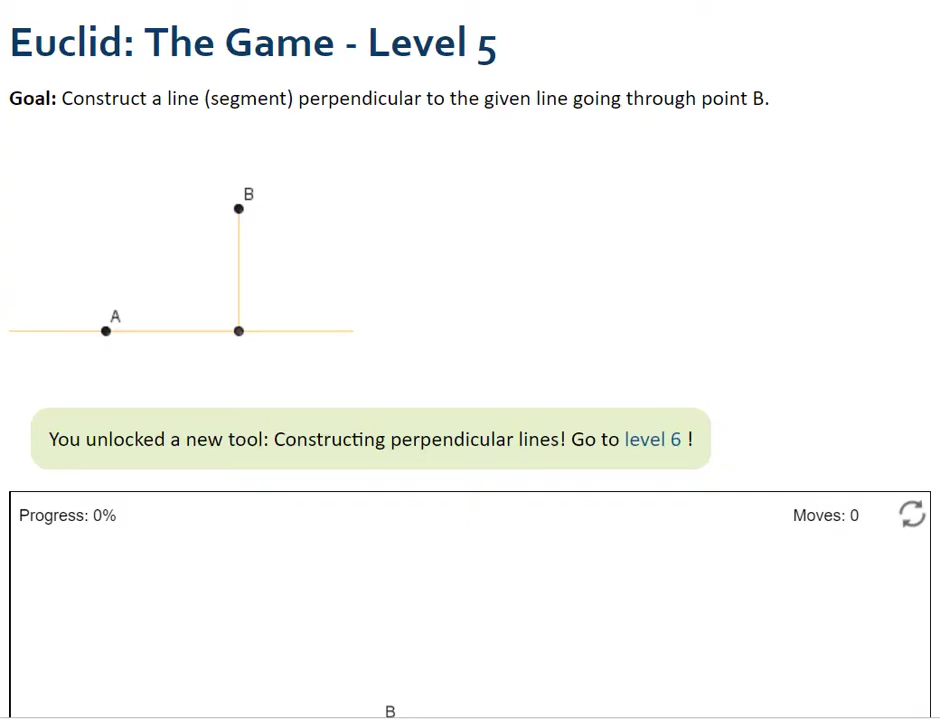 Euclid: The Game - Level 5
Goal: Construct a line (segment) perpendicular to the given line going through point B.
B
A
You unlocked a new tool: Constructing perpendicular lines! Go to level 6 !
Progress: 0% Moves: 0
B